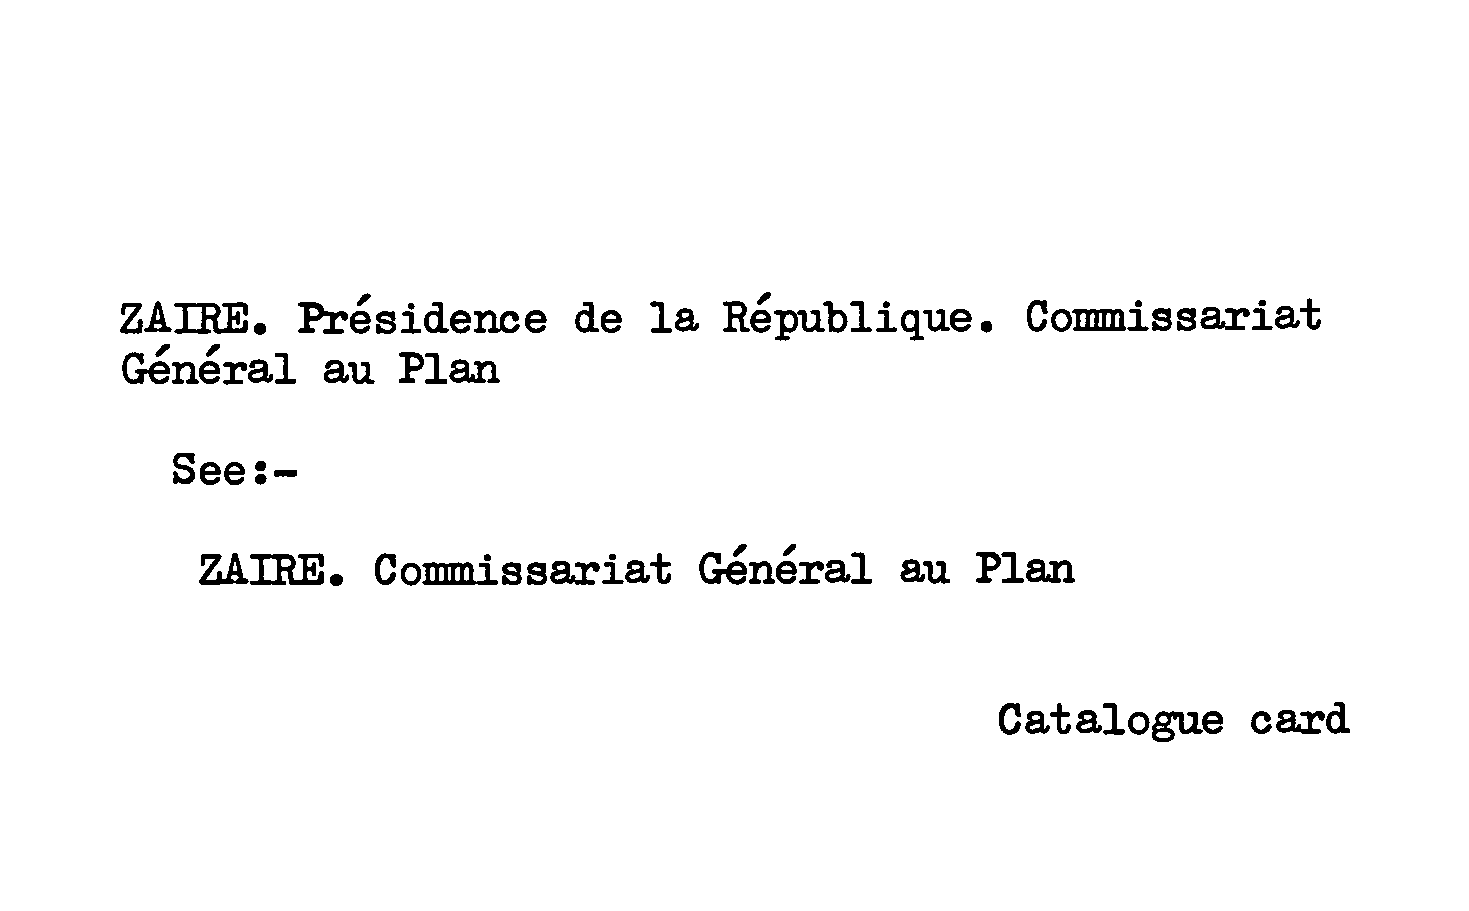 ZAIRE. Présidence de la République. Commissariat
Général au Plan
See:-
ZAIRE. Commissariat Général au Plan
Catalogue card